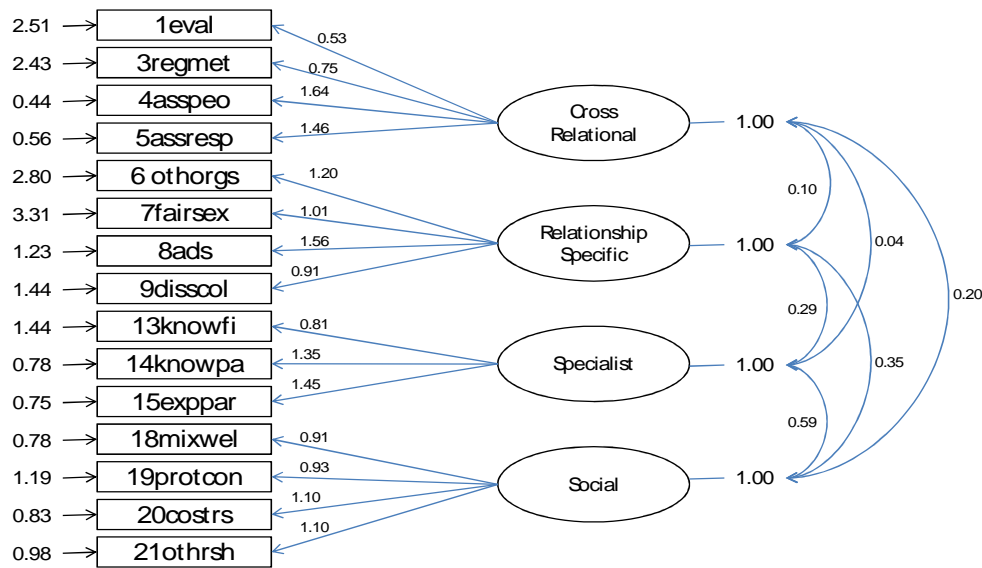 2.51 1eval
2.43 3regmet
0.44 4asspeo
0.56 5assresp
2.80 6 othorgs
3.31 7fairsex
1.23 8ads
1.44 9disscol
1.44 13knowfi
0.78 14knowpa
0.75 15exppar
0.78 18mixwel
1.19 19protcon
0.83 20costrs
0.98 21othrsh
0.53
0.75
1.64
1.46
1.20
1.01
1.56
0.91
0.81
1.35
1.45
0.91
0.93
1.10
1.10
Cross
Relational
Relationship
Specific
Specialist
Social
1.00
1.00
1.00
1.00
0.10
0.04
0.20
0.29
0.35
0.59